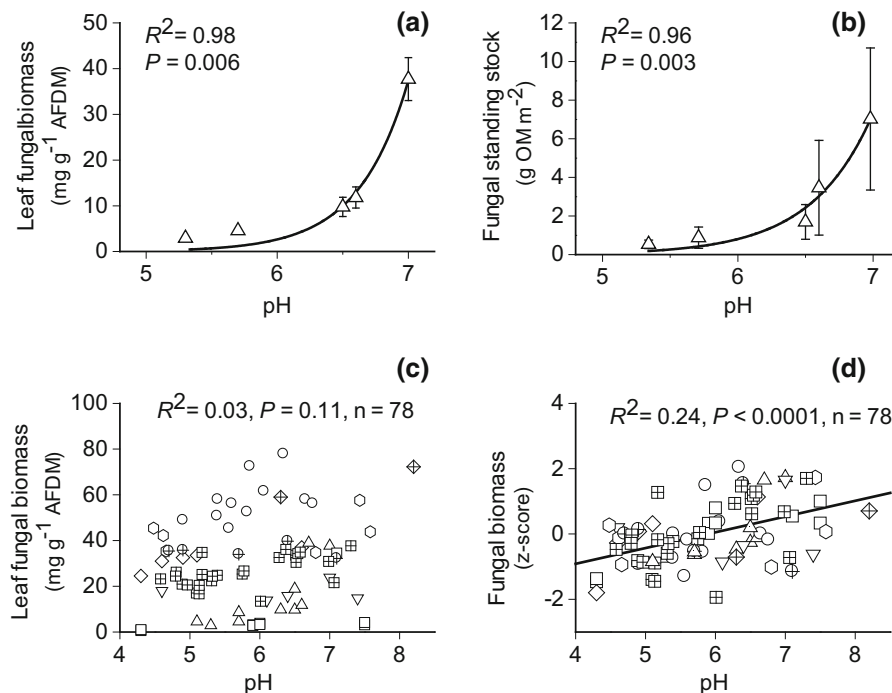 (a)
R² = 0.98
P = 0.006
Leaf fungalbiomass
(mg g⁻¹ AFDM)
50
40
30
20
10
0
5
6
7
pH
(b)
R² = 0.96
P = 0.003
Fungal standing stock
(g OM m⁻²)
12
10
8
6
4
2
0
5
6
7
pH
(c)
R² = 0.03, P = 0.11, n = 78
Leaf fungal biomass
(mg g⁻¹ AFDM)
100
80
60
40
20
0
4
5
6
7
8
pH
(d)
R² = 0.24, P < 0.0001, n = 78
Fungal biomass
(z-score)
4
2
0
-2
4
5
6
7
8
pH